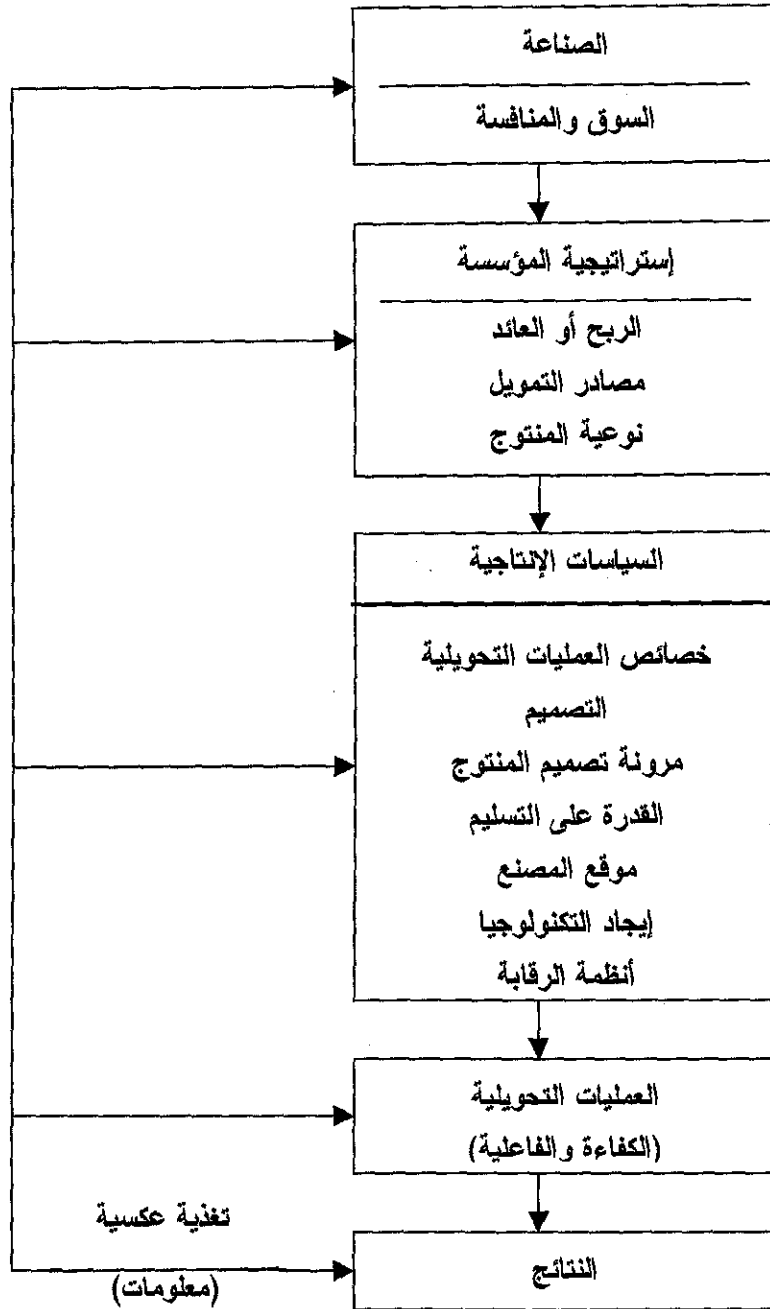 الصناعة
السوق والمنافسة
إستراتيجية المؤسسة
الربح أو العائد
مصادر التمويل
نوعية المنتوج
السياسات الإنتاجية
خصائص العمليات التحويلية
التصميم
مرونة تصميم المنتوج
القدرة على التسليم
موقع المصنع
إيجاد التكنولوجيا
أنظمة الرقابة
العمليات التحويلية
(الكفاءة والفاعلية)
تغذية عكسية
(معلومات)
النتائج